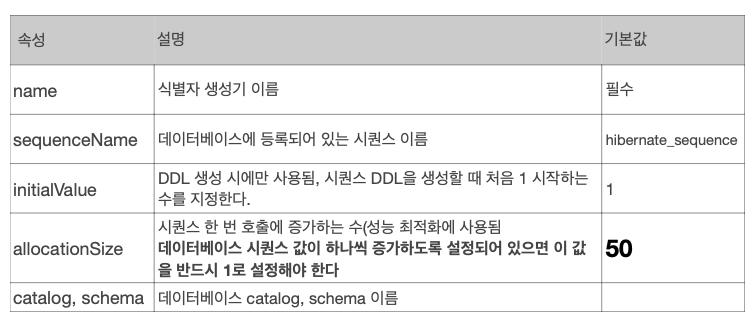 속성 설명 기본값
name 식별자 생성기 이름 필수
sequenceName 데이터베이스에 등록되어 있는 시퀀스 이름 hibernate_sequence
initialValue DDL 생성 시에만 사용됨, 시퀀스 DDL을 생성할 때 처음 1 시작하는
수를 지정한다. 1
allocationSize 시퀀스 한 번 호출에 증가하는 수(성능 최적화에 사용됨
데이터베이스 시퀀스 값이 하나씩 증가하도록 설정되어 있으면 이 값
을 반드시 1로 설정해야 한다 50
catalog, schema 데이터베이스 catalog, schema 이름